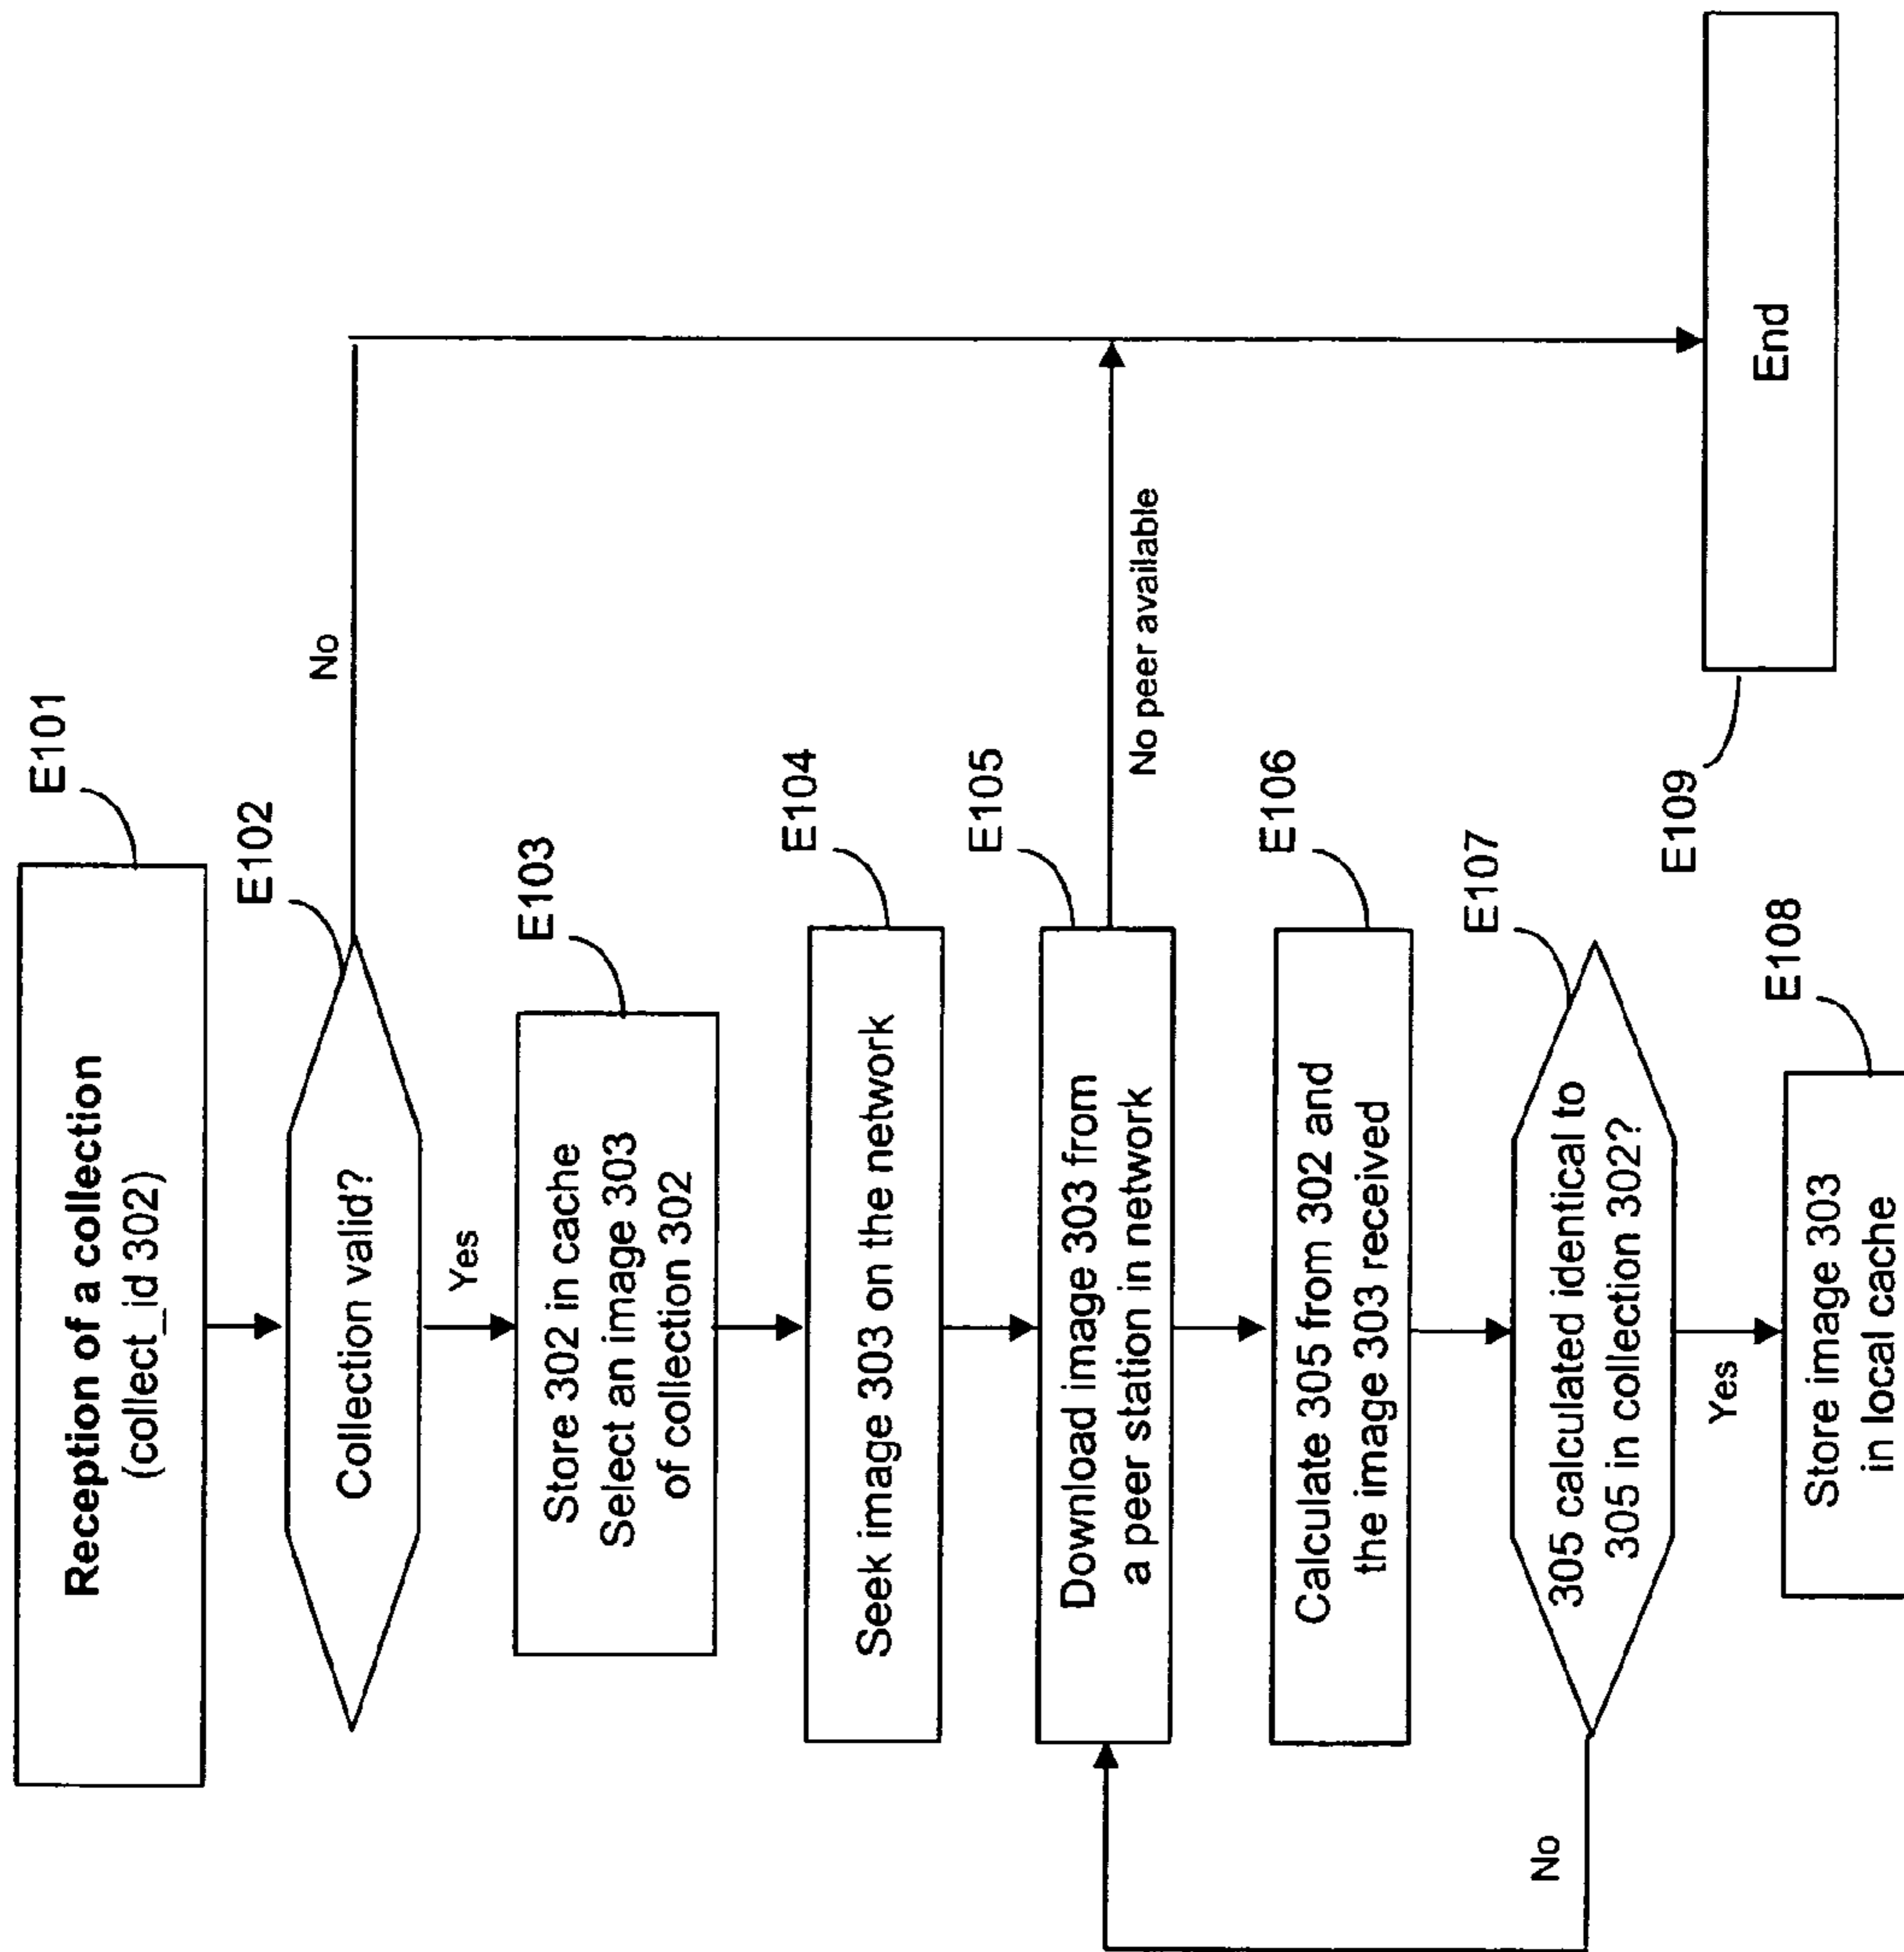 Reception of a collection
(collect_id 302)
E101
Collection valid?
E102
No
Yes
Store 302 in cache
Select an image 303
of collection 302
E103
Seek image 303 on the network
E104
Download image 303 from
a peer station in network
E105
No peer available
Calculate 305 from 302 and
the image 303 received
E106
305 calculated identical to
305 in collection 302?
E107
No
Yes
Store image 303
in local cache
E108
End
E109